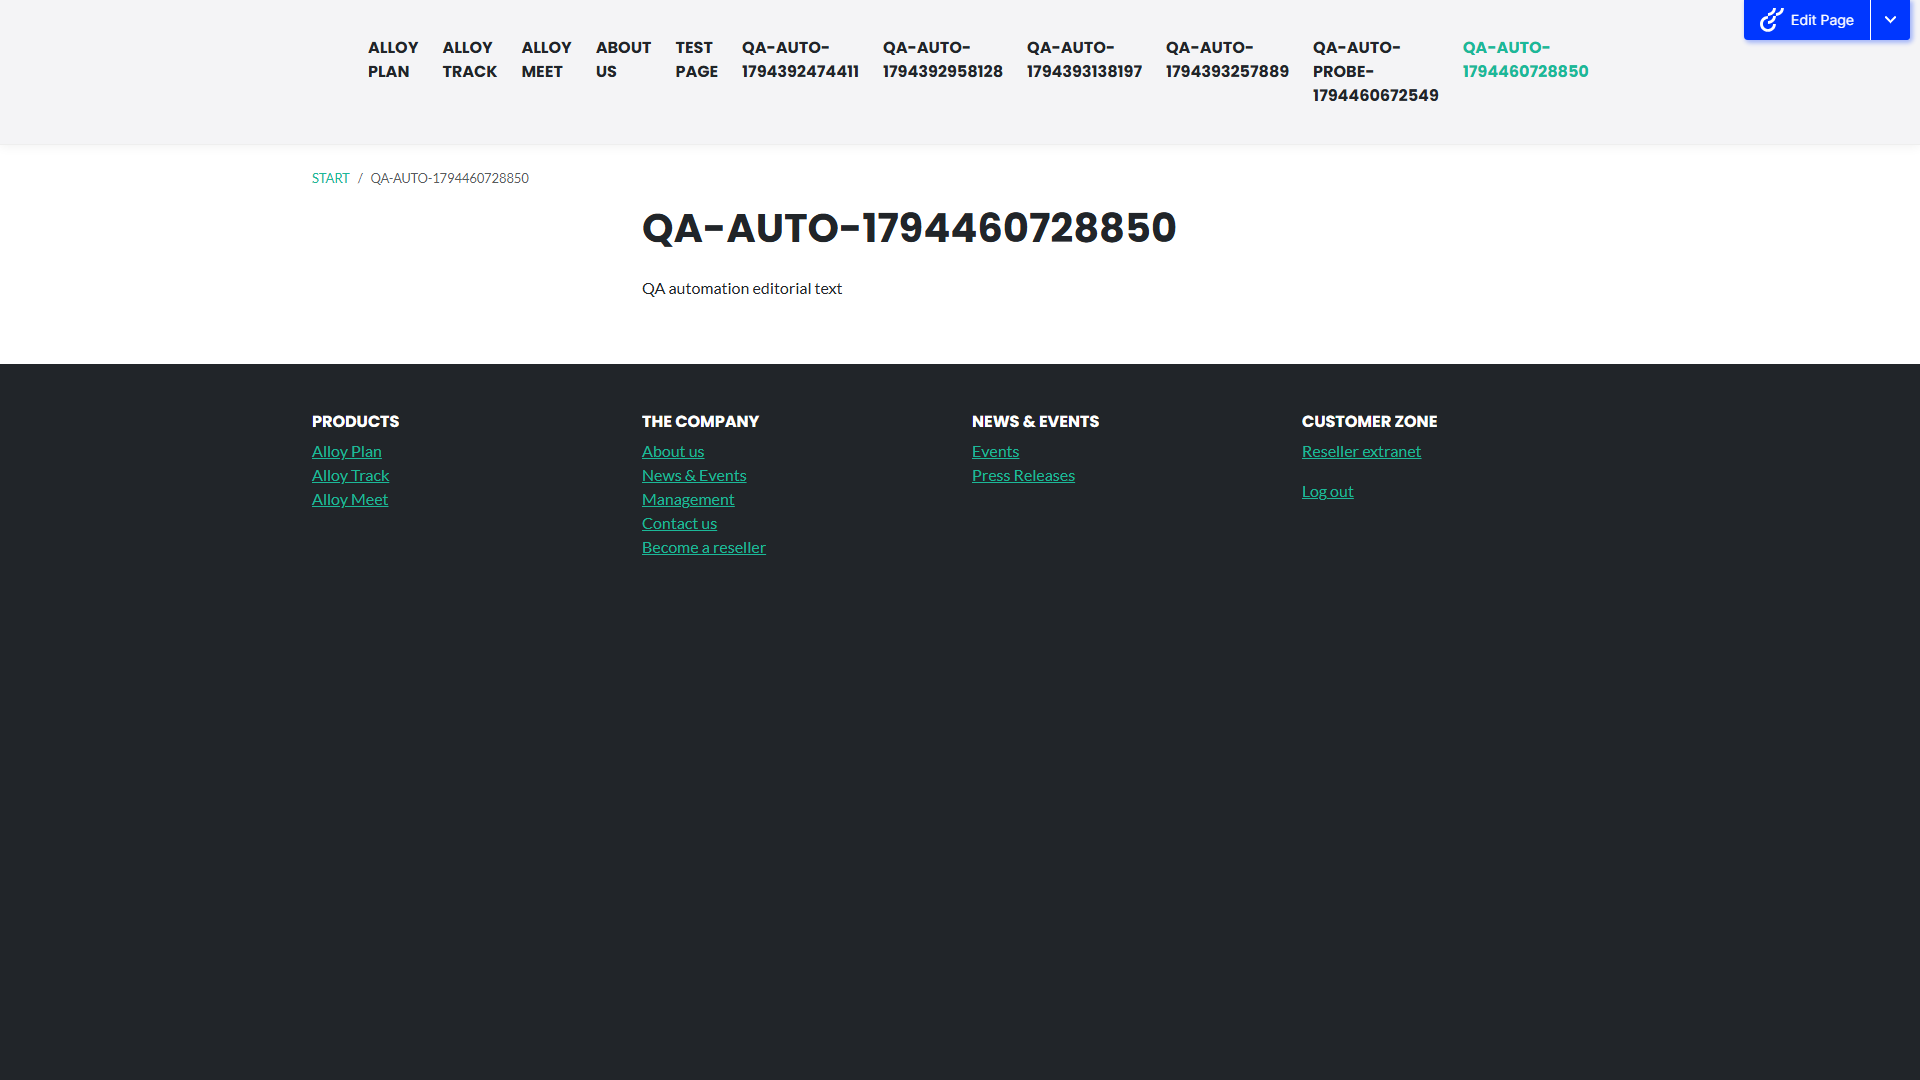 Edit Page
ALLOY PLAN
ALLOY TRACK
ALLOY MEET
ABOUT US
TEST PAGE
QA-AUTO-1794392474411
QA-AUTO-1794392958128
QA-AUTO-1794393138197
QA-AUTO-1794393257889
QA-AUTO-PROBE-1794460672549
QA-AUTO-1794460728850
START / QA-AUTO-1794460728850
QA-AUTO-1794460728850
QA automation editorial text
PRODUCTS
Alloy Plan
Alloy Track
Alloy Meet
THE COMPANY
About us
News & Events
Management
Contact us
Become a reseller
NEWS & EVENTS
Events
Press Releases
CUSTOMER ZONE
Reseller extranet
Log out